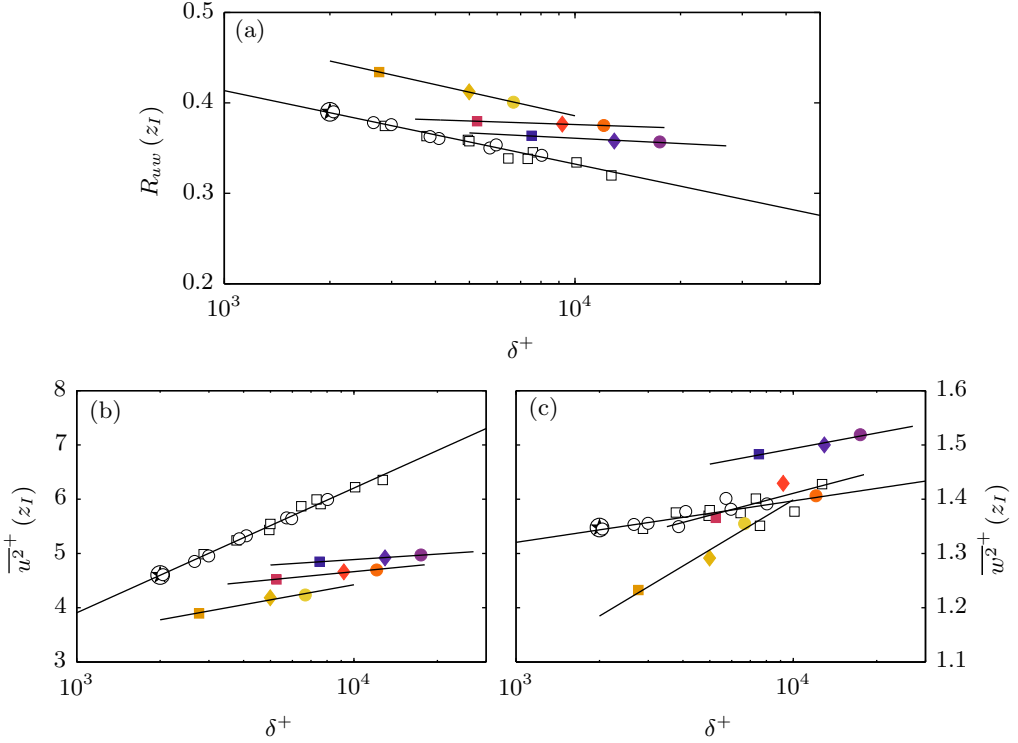 0.5
(a)
0.4
R_{uw} (z_I)
0.3
0.2
10^3
10^4
δ^+
8
(b)
7
6
\overline{u^2}^+ (z_I)
5
4
3
10^3
10^4
δ^+
(c)
1.6
1.5
1.4
\overline{w^2}^+ (z_I)
1.3
1.2
1.1
10^3
10^4
δ^+